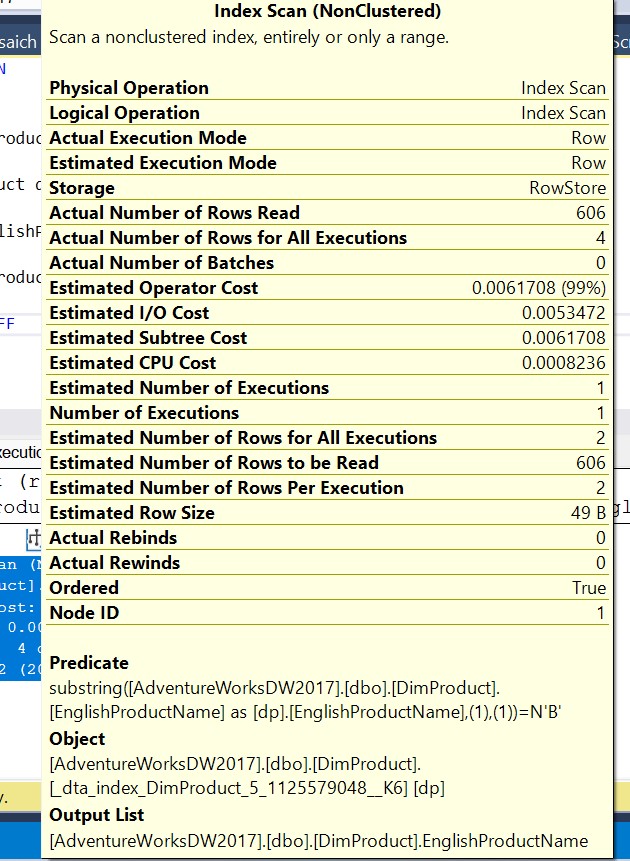 Index Scan (NonClustered)
Scan a nonclustered index, entirely or only a range.
Physical Operation Index Scan
Logical Operation Index Scan
Actual Execution Mode Row
Estimated Execution Mode Row
Storage RowStore
Actual Number of Rows Read 606
Actual Number of Rows for All Executions 4
Actual Number of Batches 0
Estimated Operator Cost 0.0061708 (99%)
Estimated I/O Cost 0.0053472
Estimated Subtree Cost 0.0061708
Estimated CPU Cost 0.0008236
Estimated Number of Executions 1
Number of Executions 1
Estimated Number of Rows for All Executions 2
Estimated Number of Rows to be Read 606
Estimated Number of Rows Per Execution 2
Estimated Row Size 49 B
Actual Rebinds 0
Actual Rewinds 0
Ordered True
Node ID 1
Predicate
substring([AdventureWorksDW2017].[dbo].[DimProduct].
[EnglishProductName] as [dp].[EnglishProductName],(1),(1))=N'B'
Object
[AdventureWorksDW2017].[dbo].[DimProduct].
[_dta_index_DimProduct_5_1125579048__K6] [dp]
Output List
[AdventureWorksDW2017].[dbo].[DimProduct].EnglishProductName